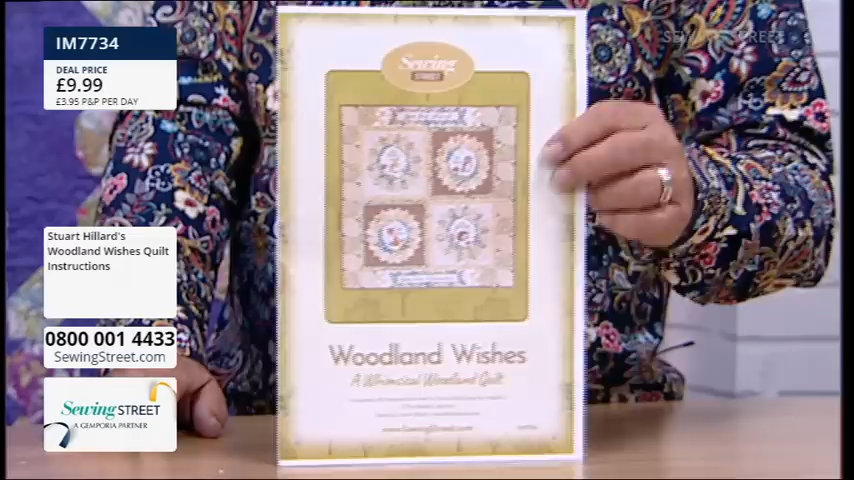 IM7734
DEAL PRICE
£9.99
£3.95 P&P PER DAY
Stuart Hillard's
Woodland Wishes Quilt
Instructions
0800 001 4433
SewingStreet.com
Sewing STREET
A GEMPORIA PARTNER
SEWING STREET
HD
Sewing
STREET
Woodland Wishes
A Whimsical Woodland Quilt
www.SewingStreet.com